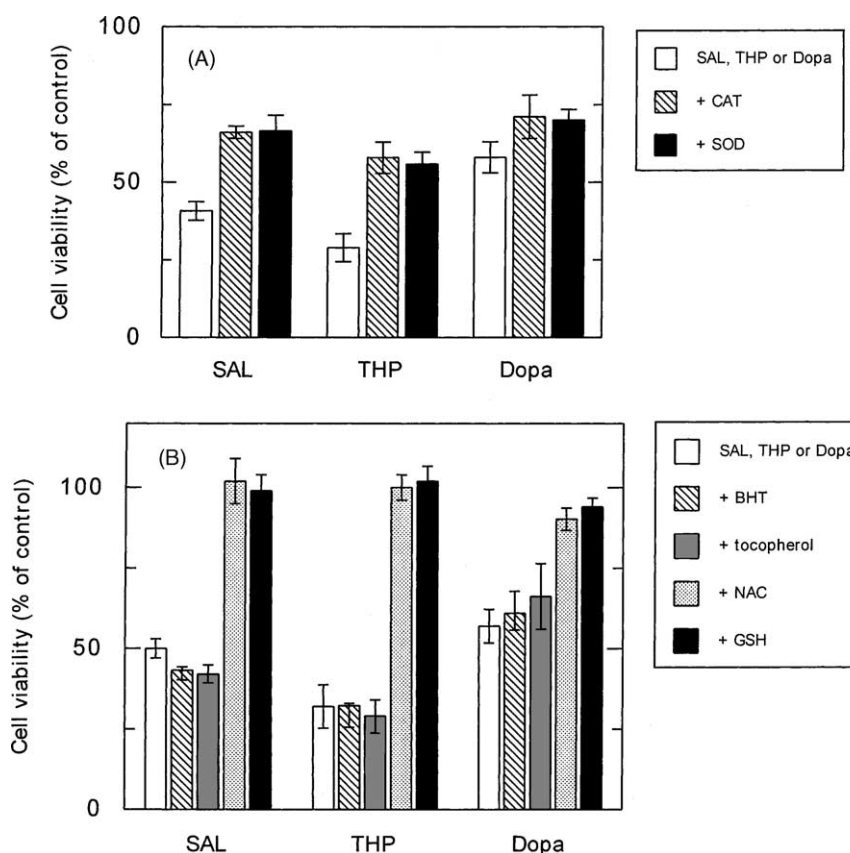 100
(A)
50
0
Cell viability (% of control)
SAL
THP
Dopa
SAL, THP or Dopa
+ CAT
+ SOD
(B)
100
50
0
Cell viability (% of control)
SAL
THP
Dopa
SAL, THP or Dopa
+ BHT
+ tocopherol
+ NAC
+ GSH